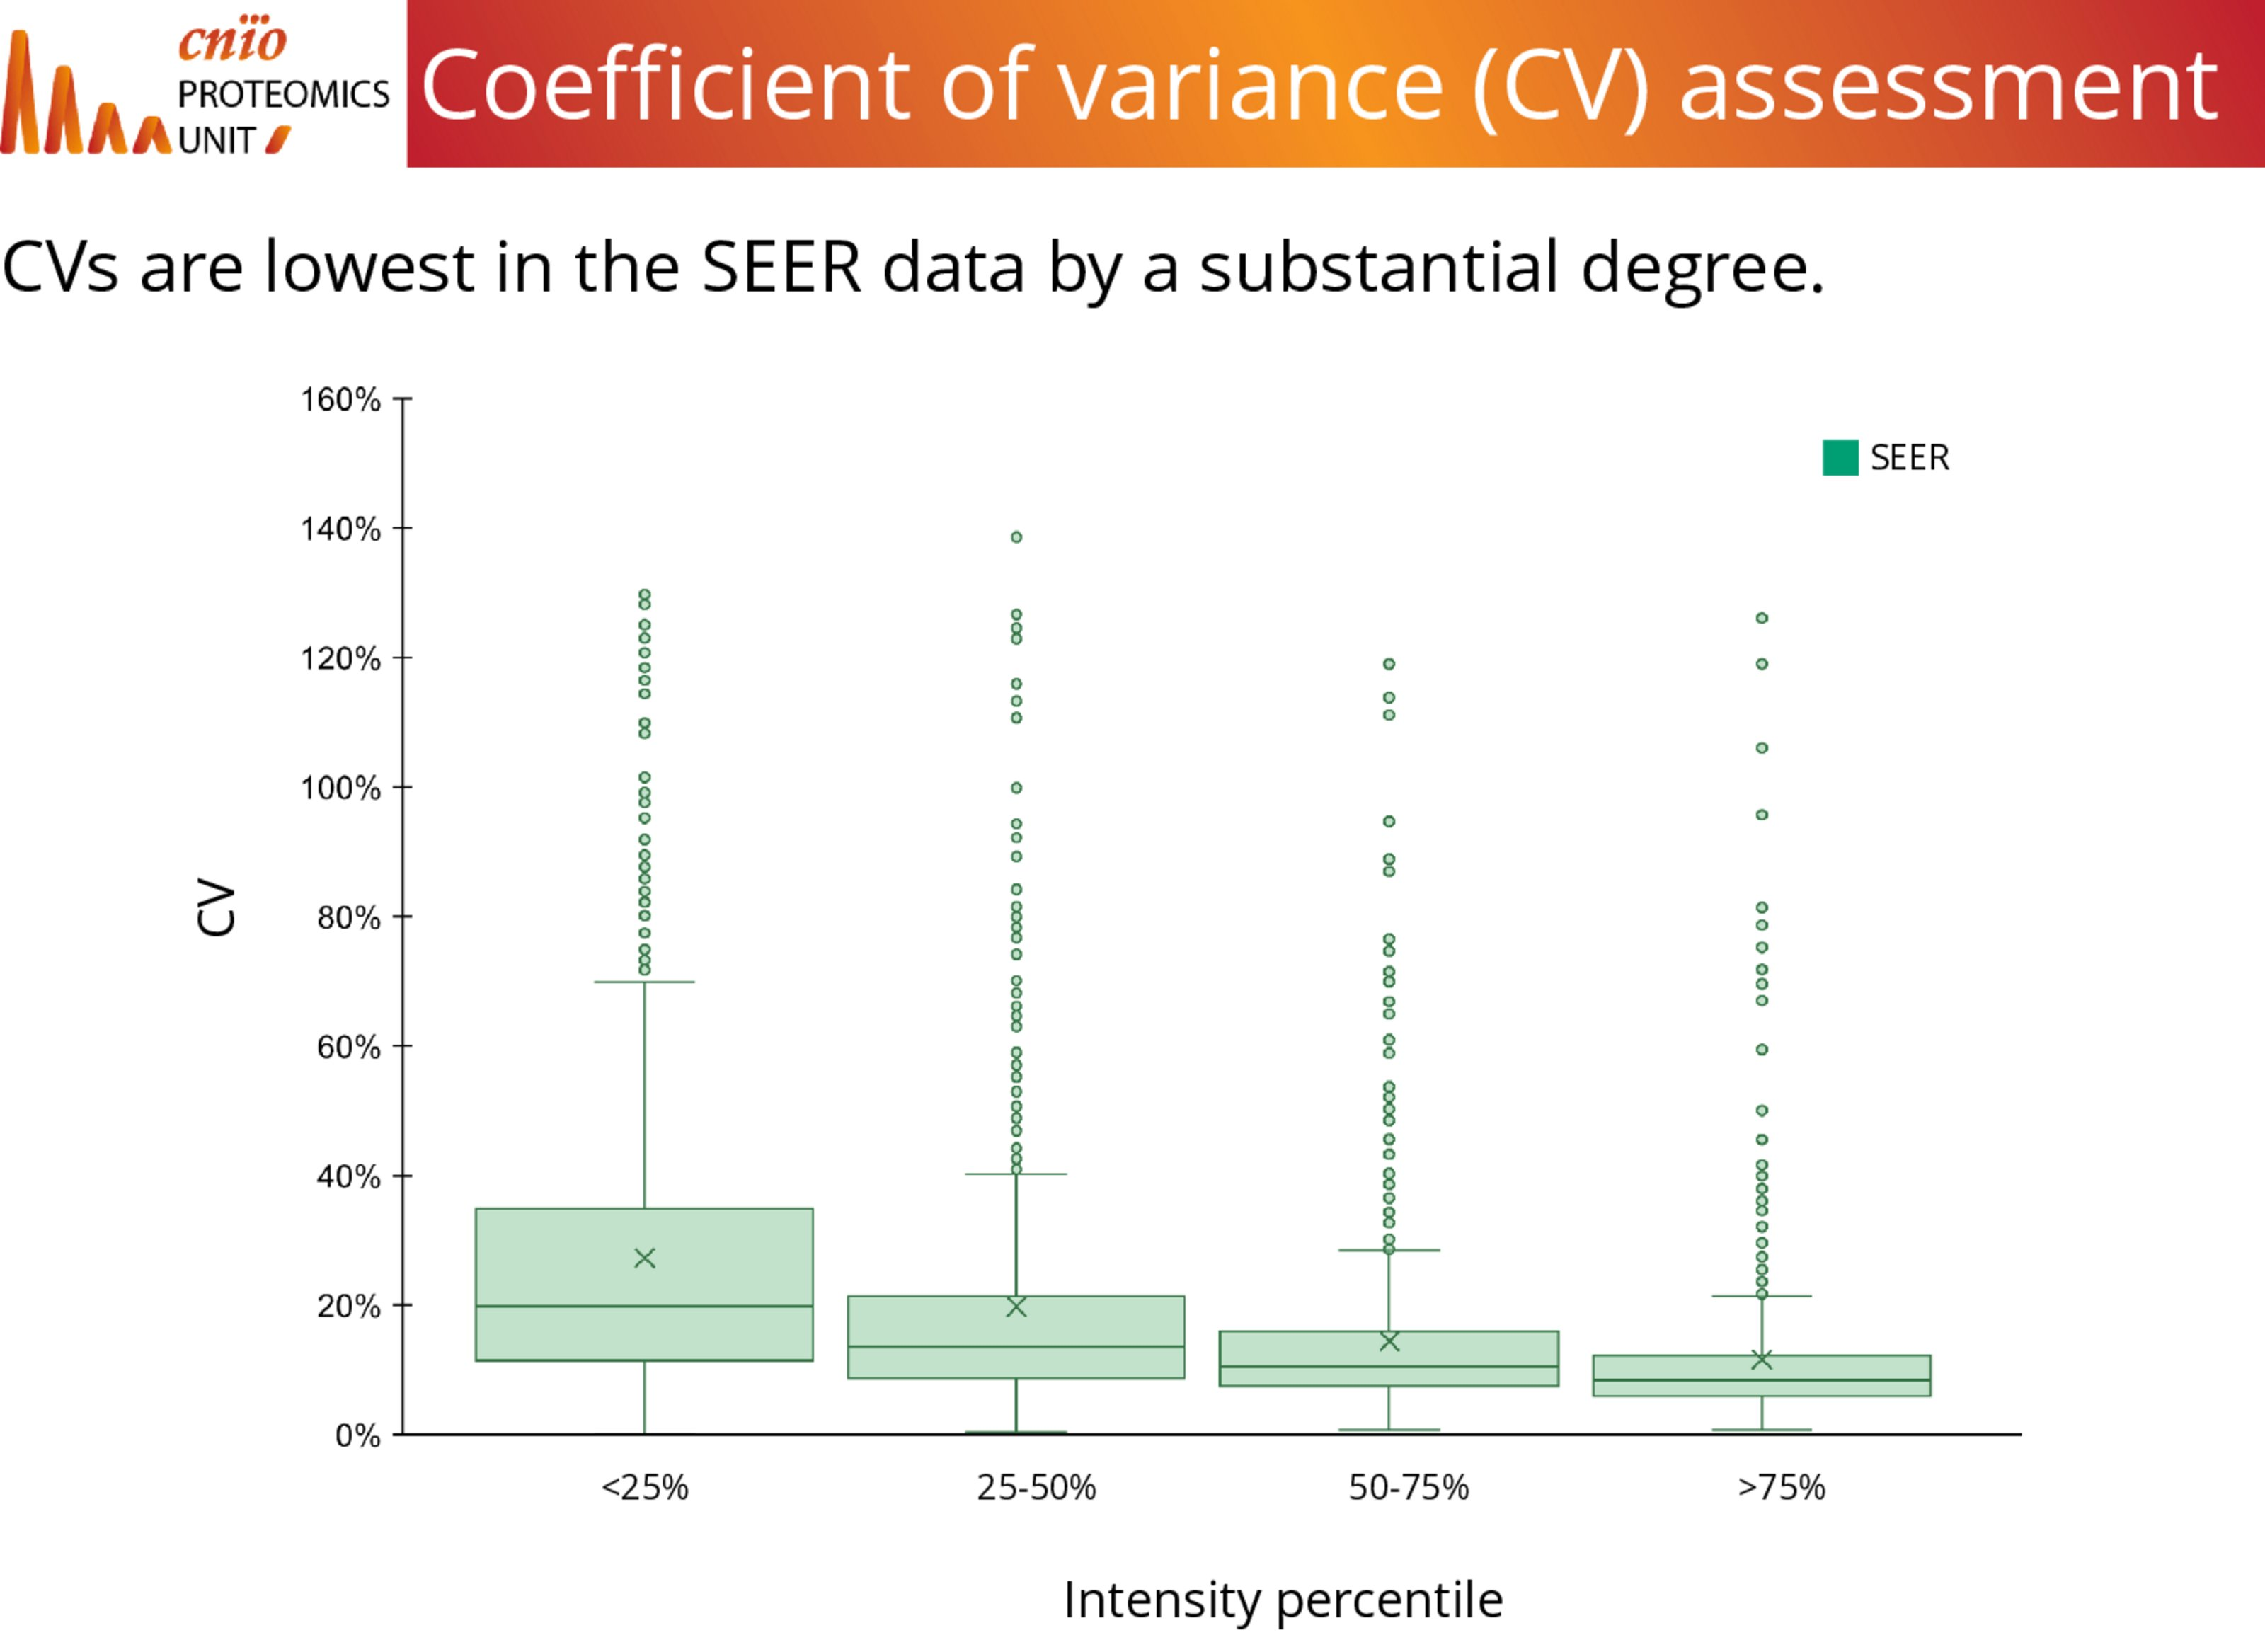 cnio
PROTEOMICS
UNIT
Coefficient of variance (CV) assessment
CVs are lowest in the SEER data by a substantial degree.
160%
140%
120%
100%
80%
60%
40%
20%
0%
CV
SEER
<25%
25-50%
50-75%
>75%
Intensity percentile